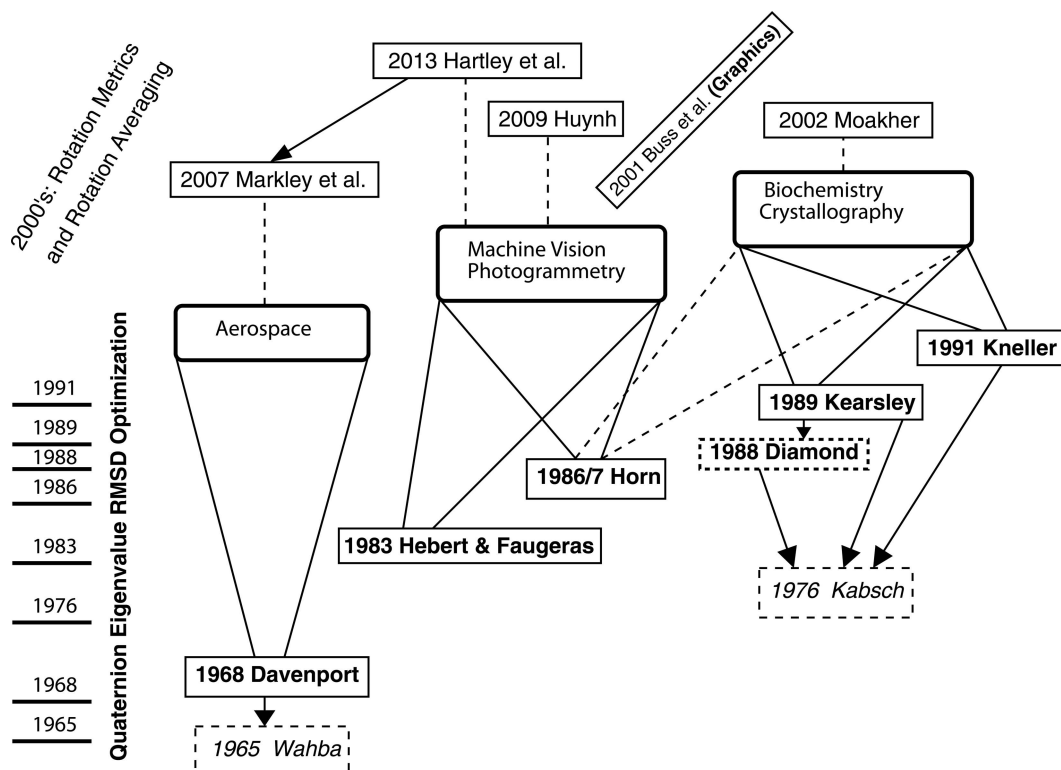 2000's: Rotation Metrics
and Rotation Averaging
2013 Hartley et al.
2009 Huynh
2001 Buss et al. (Graphics)
2002 Moakher
2007 Markley et al.
Biochemistry
Crystallography
Machine Vision
Photogrammetry
Aerospace
1991 Kneller
1989 Kearsley
1988 Diamond
1986/7 Horn
1983 Hebert & Faugeras
1976 Kabsch
1968 Davenport
1965 Wahba
Quaternion Eigenvalue RMSD Optimization
1991
1989
1988
1986
1983
1976
1968
1965